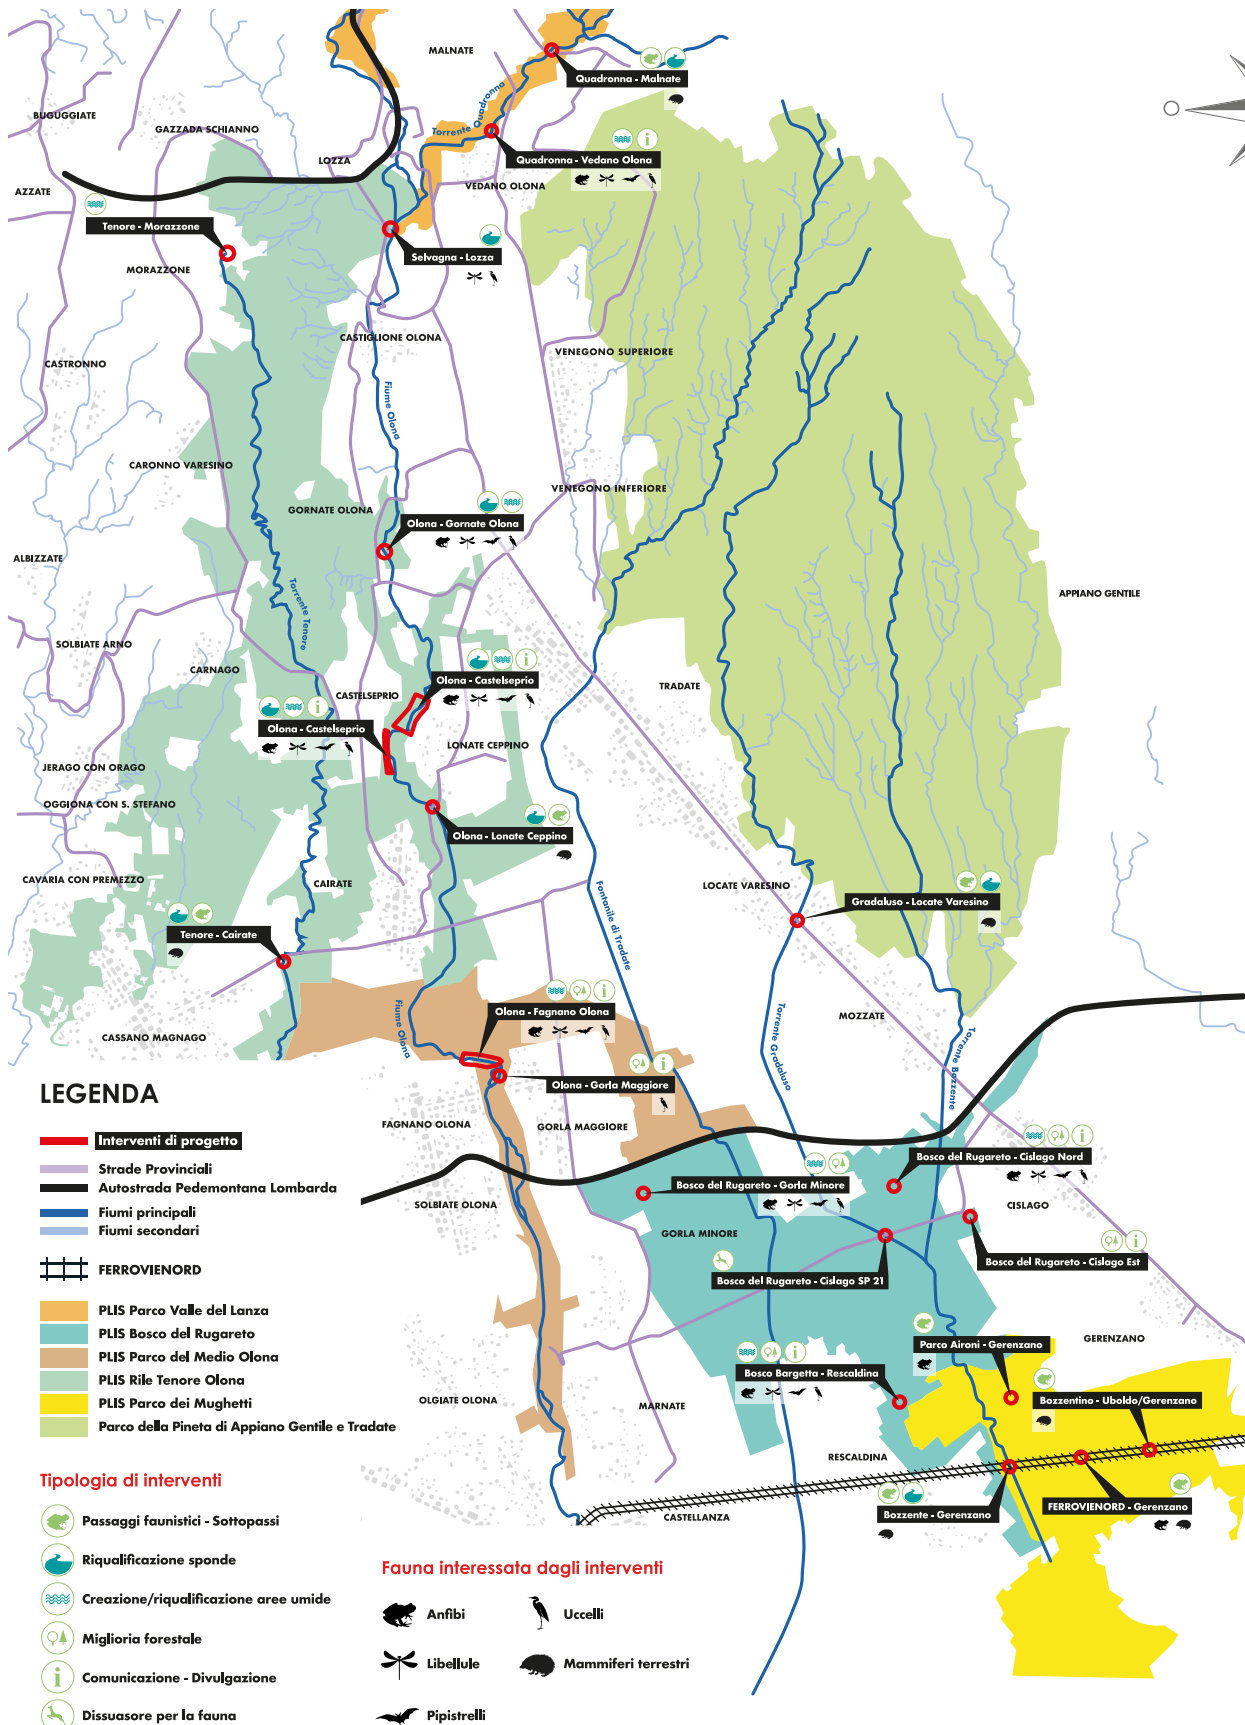 MALNATE
Quadronna - Malnate
BUGUGGIATE
GAZZADA SCHIANNO
Torrente Quadronna
LOZZA
Quadronna - Vedano Olona
AZZATE
VEDANO OLONA
Tenore - Morazzone
Selvagna - Lozza
MORAZZONE
CASTIGLIONE OLONA
VENEGONO SUPERIORE
CASTRONNO
Fiume Olona
CARONNO VARESINO
VENEGONO INFERIORE
GORNATE OLONA
Olona - Gornate Olona
ALBIZZATE
APPIANO GENTILE
Torrente Tenore
SOLBIATE ARNO
CARNAGO
Olona - Castelseprio
TRADATE
CASTELSEPRIO
Olona - Castelseprio
LONATE CEPPINO
JERAGO CON ORAGO
OGGIONA CON S. STEFANO
Olona - Lonate Ceppino
CAVARIA CON PREMEZZO
CAIRATE
LOCATE VARESINO
Gradaluso - Locate Varesino
Fontanile di Tradate
Tenore - Cairate
Olona - Fagnano Olona
MOZZATE
CASSANO MAGNAGO
Fiume Olona
Torrente Gradaluso
Torrente Bozzente
Olona - Gorla Maggiore
FAGNANO OLONA
GORLA MAGGIORE
Bosco del Rugareto - Cislago Nord
Bosco del Rugareto - Gorla Minore
SOLBIATE OLONA
CISLAGO
GORLA MINORE
Bosco del Rugareto - Cislago Est
Bosco del Rugareto - Cislago SP 21
GERENZANO
Parco Aironi - Gerenzano
Bosco Bargetta - Rescaldina
OLGIATE OLONA
MARNATE
Bozzentino - Uboldo/Gerenzano
RESCALDINA
FERROVIENORD - Gerenzano
Bozzente - Gerenzano
CASTELLANZA
LEGENDA
Interventi di progetto
Strade Provinciali
Autostrada Pedemontana Lombarda
Fiumi principali
Fiumi secondari
FERROVIENORD
PLIS Parco Valle del Lanza
PLIS Bosco del Rugareto
PLIS Parco del Medio Olona
PLIS Rile Tenore Olona
PLIS Parco dei Mughetti
Parco della Pineta di Appiano Gentile e Tradate
Tipologia di interventi
Passaggi faunistici - Sottopassi
Riqualificazione sponde
Creazione/riqualificazione aree umide
Miglioria forestale
Comunicazione - Divulgazione
Dissuasore per la fauna
Fauna interessata dagli interventi
Anfibi
Uccelli
Libellule
Mammiferi terrestri
Pipistrelli